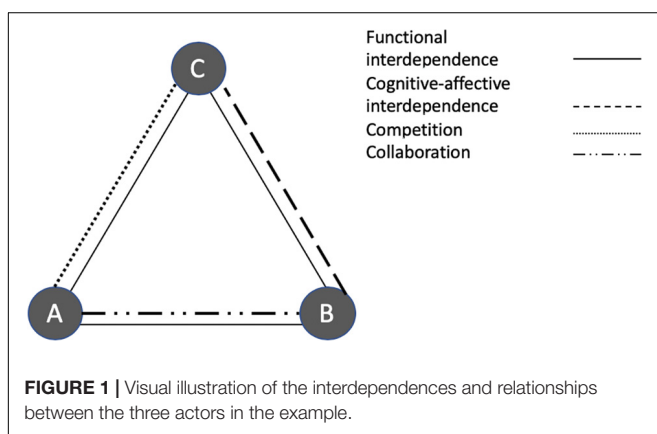 C
A
B
Functional
interdependence
Cognitive-affective
interdependence
Competition
Collaboration
FIGURE 1 | Visual illustration of the interdependences and relationships
between the three actors in the example.